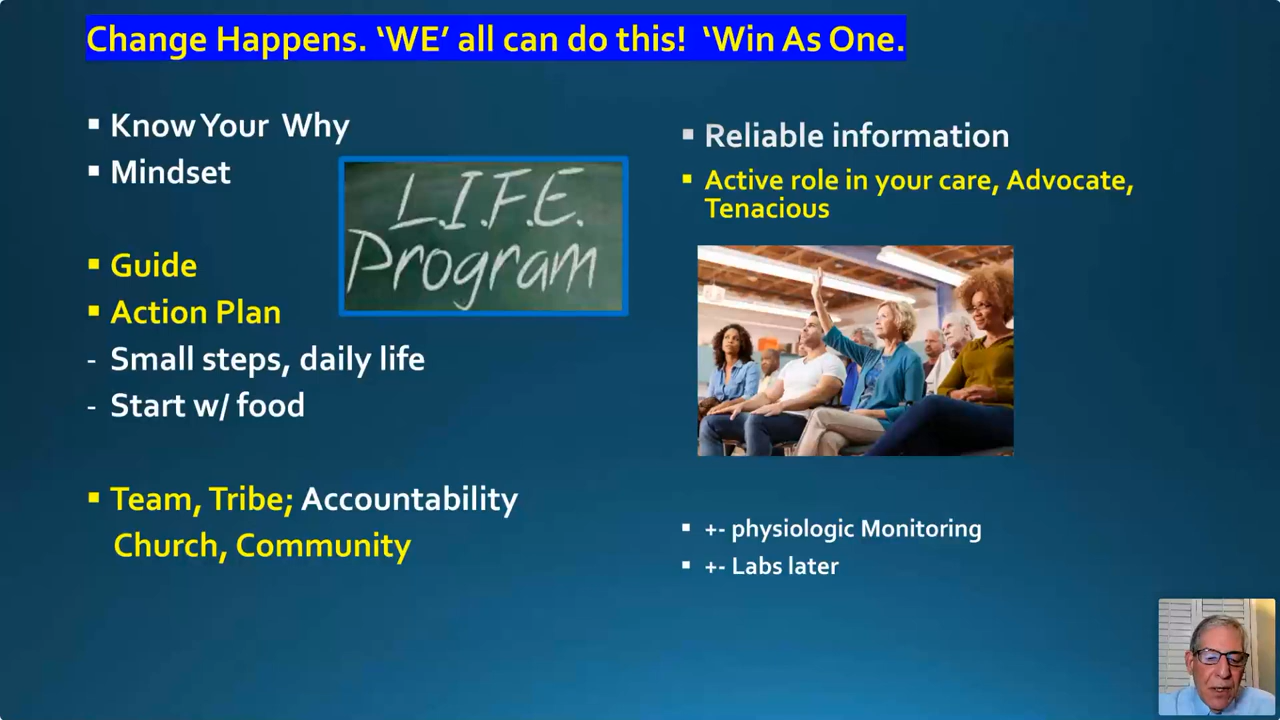 Change Happens. ‘WE’ all can do this!  ‘Win As One.
▪ Know Your  Why
▪ Mindset
L.I.F.E.
Program
▪ Guide
▪ Action Plan
- Small steps, daily life
- Start w/ food
▪ Team, Tribe; Accountability
Church, Community
▪ Reliable information
▪ Active role in your care, Advocate,
Tenacious
▪ +- physiologic Monitoring
▪ +- Labs later